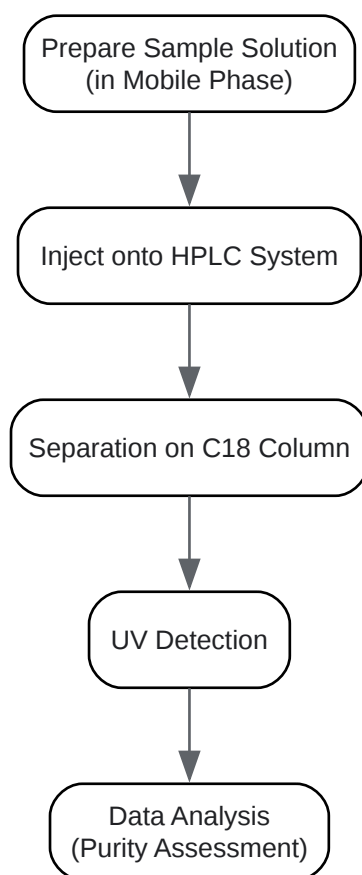 Prepare Sample Solution
(in Mobile Phase)
Inject onto HPLC System
Separation on C18 Column
UV Detection
Data Analysis
(Purity Assessment)